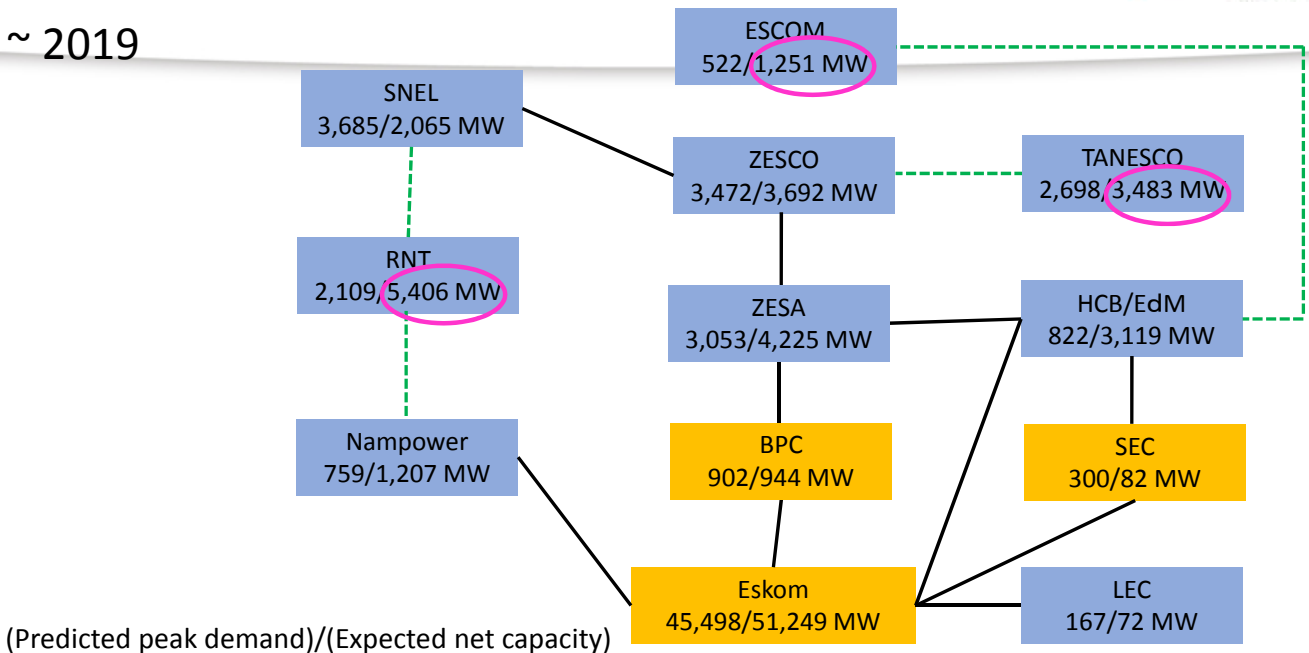 ~ 2019
ESCOM
522/1,251 MW
SNEL
3,685/2,065 MW
ZESCO
3,472/3,692 MW
TANESCO
2,698/3,483 MW
RNT
2,109/5,406 MW
ZESA
3,053/4,225 MW
HCB/EdM
822/3,119 MW
Nampower
759/1,207 MW
BPC
902/944 MW
SEC
300/82 MW
Eskom
45,498/51,249 MW
LEC
167/72 MW
(Predicted peak demand)/(Expected net capacity)